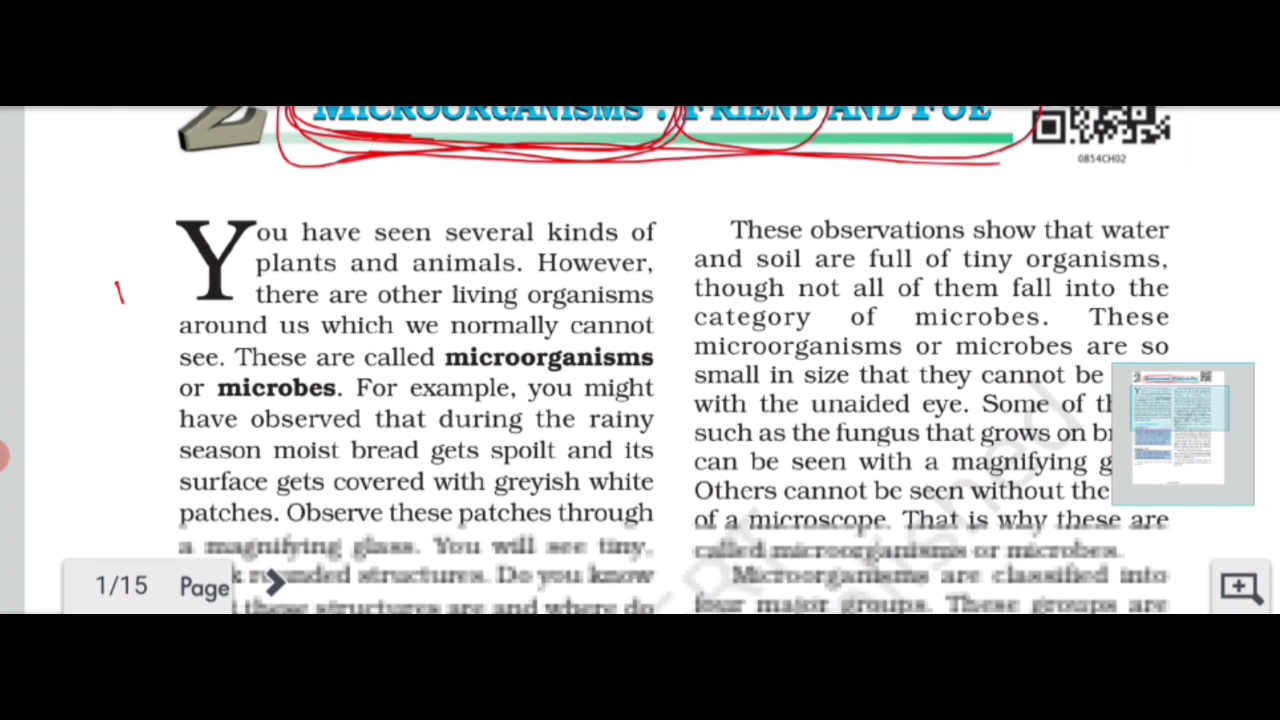 2
MICROORGANISMS : FRIEND AND FOE
0854CH02
You have seen several kinds of
plants and animals. However,
there are other living organisms
around us which we normally cannot
see. These are called microorganisms
or microbes. For example, you might
have observed that during the rainy
season moist bread gets spoilt and its
surface gets covered with greyish white
patches. Observe these patches through
a magnifying glass. You will see tiny,
rounded structures. Do you know
these structures are and where do
These observations show that water
and soil are full of tiny organisms,
though not all of them fall into the
category of microbes. These
microorganisms or microbes are so
small in size that they cannot be
with the unaided eye. Some of
such as the fungus that grows on
can be seen with a magnifying
Others cannot be seen without the
of a microscope. That is why these are
called microorganisms or microbes.
Microorganisms are classified into
four major groups. These groups are
1/15 Page